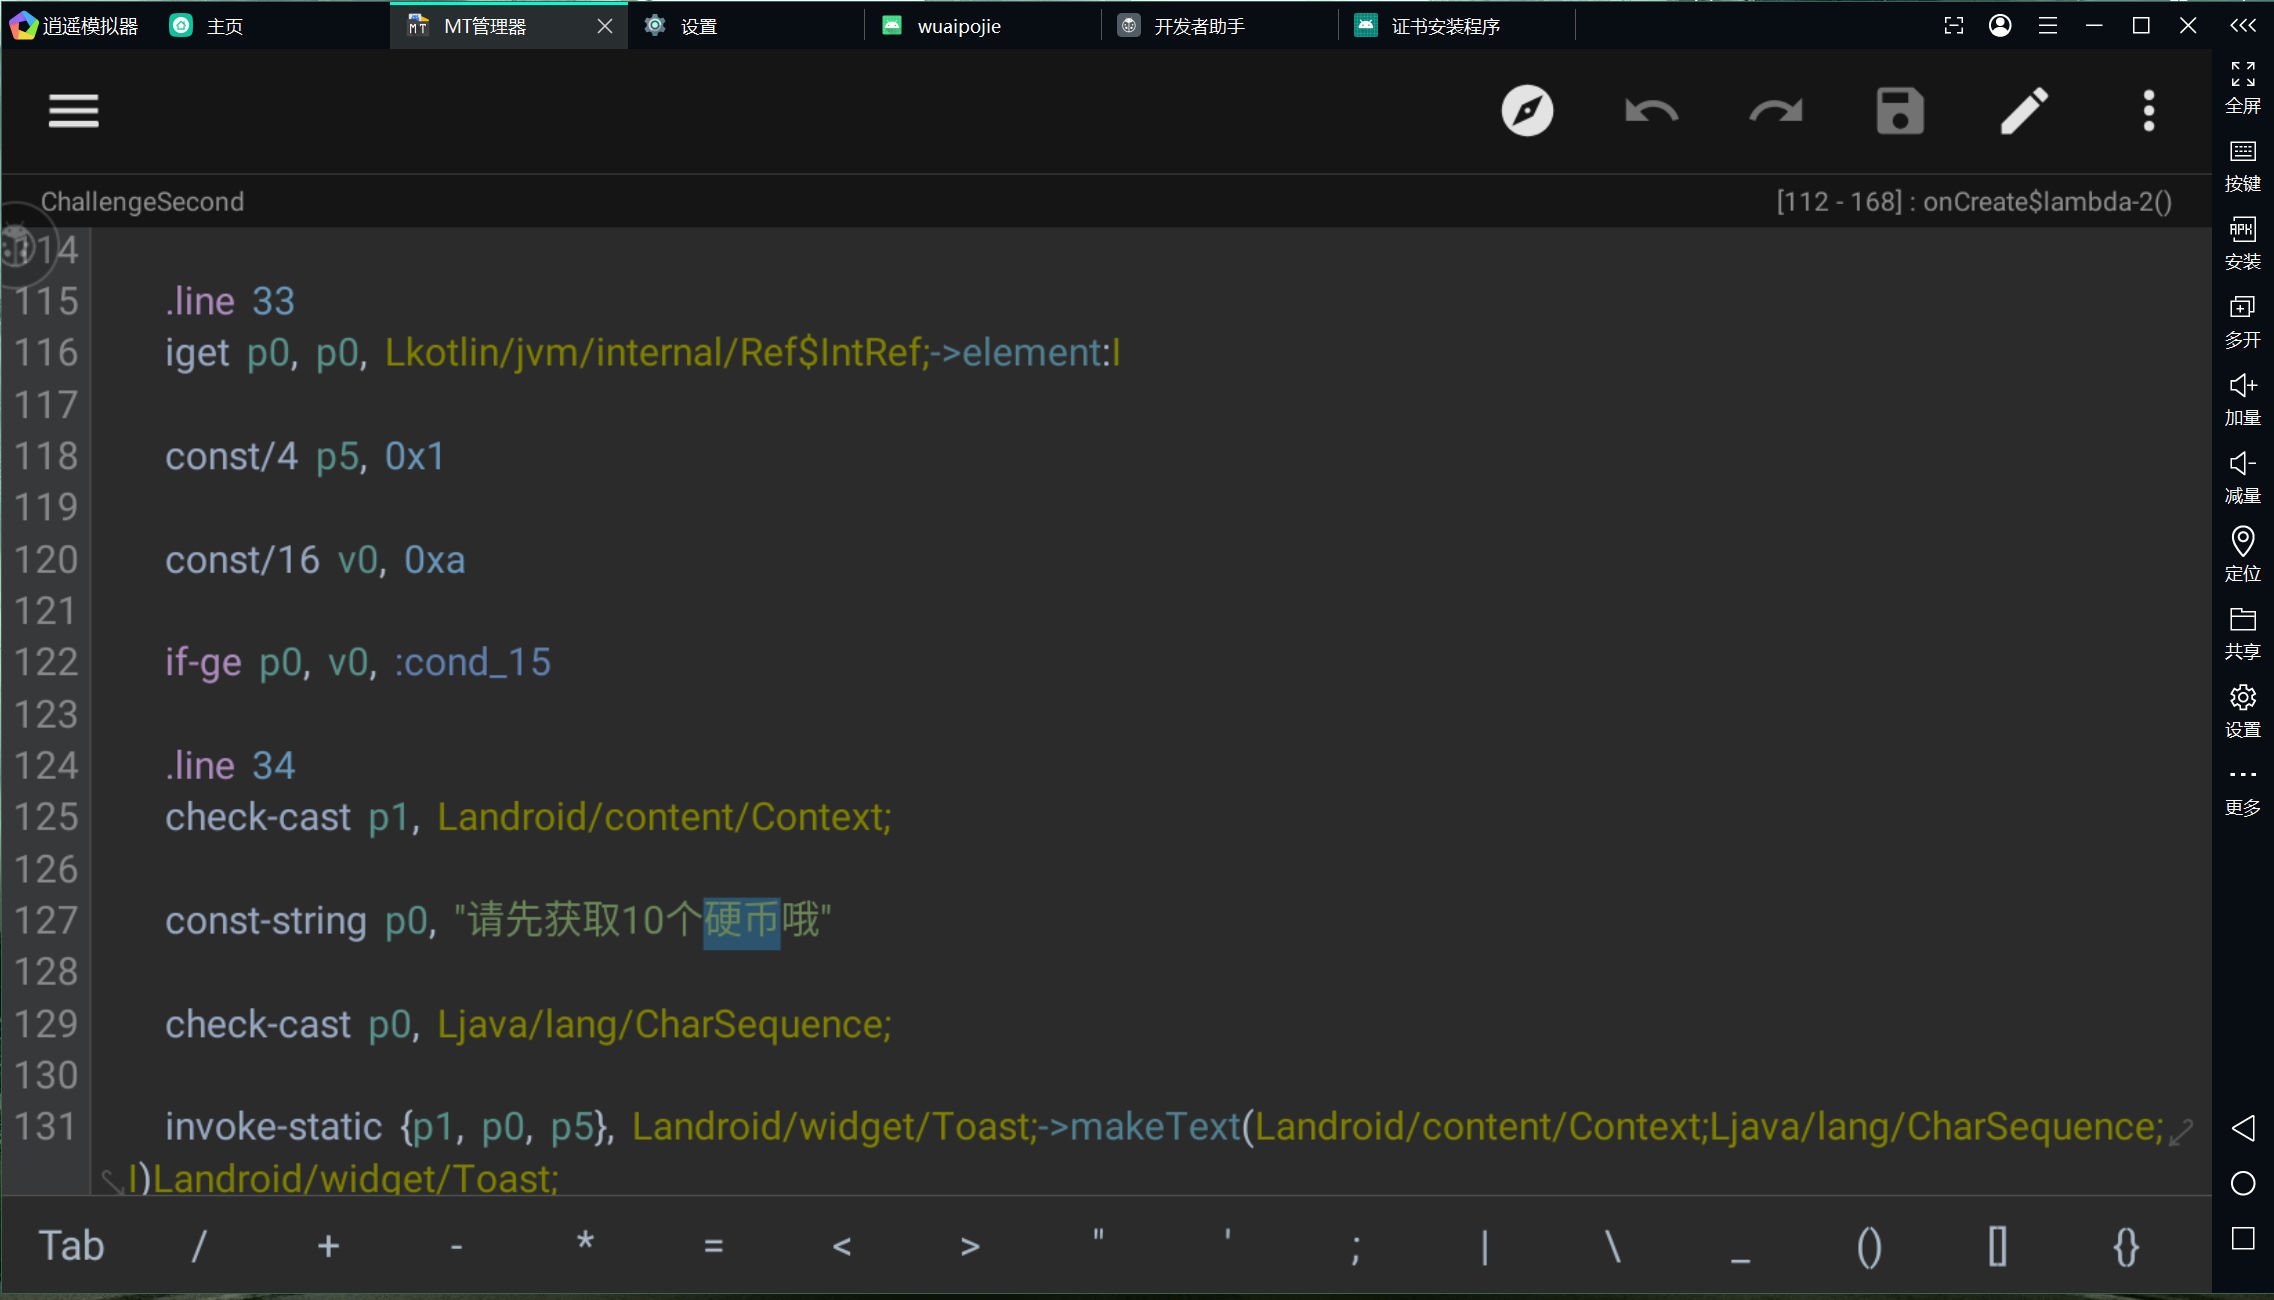 逍遥模拟器 主页 MT管理器 设置 wuaipojie 开发者助手 证书安装程序
全屏
按键
安装
多开
加量
减量
定位
共享
设置
更多
ChallengeSecond [112 - 168] : onCreate$lambda-2()
114
115 .line 33
116 iget p0, p0, Lkotlin/jvm/internal/Ref$IntRef;->element:I
117
118 const/4 p5, 0x1
119
120 const/16 v0, 0xa
121
122 if-ge p0, v0, :cond_15
123
124 .line 34
125 check-cast p1, Landroid/content/Context;
126
127 const-string p0, "请先获取10个硬币哦"
128
129 check-cast p0, Ljava/lang/CharSequence;
130
131 invoke-static {p1, p0, p5}, Landroid/widget/Toast;->makeText(Landroid/content/Context;Ljava/lang/CharSequence;
I)Landroid/widget/Toast;
Tab / + - * = < > " ' ; | \ _ () [] {}